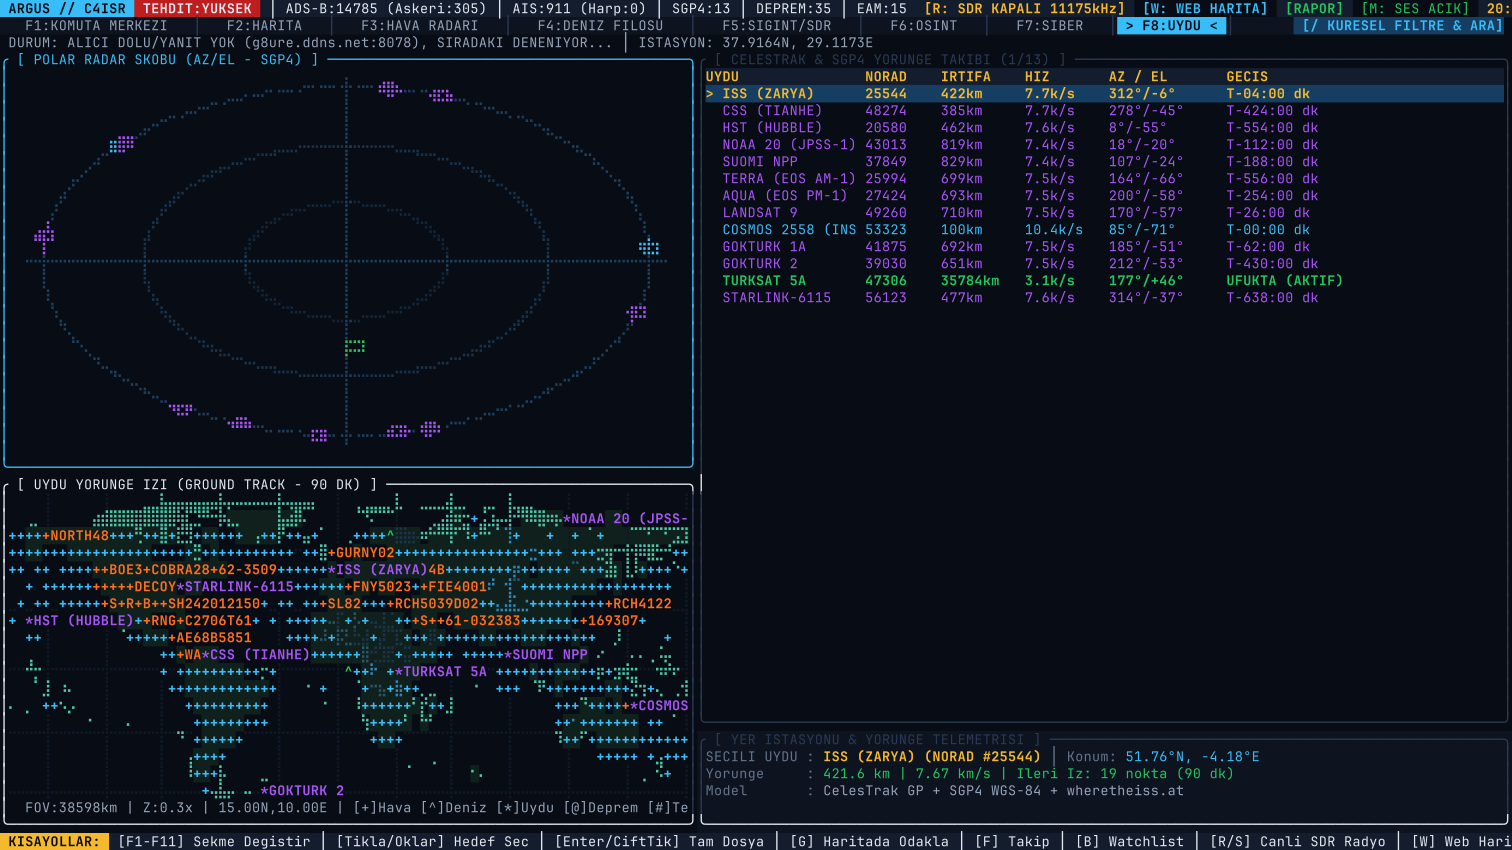 ARGUS // C4ISR TEHDIT:YUKSEK │ ADS-B:14785 (Askeri:305) │ AIS:911 (Harp:0) │ SGP4:13 │ DEPREM:35 │ EAM:15 [R: SDR KAPALI 11175kHz] [W: WEB HARITA] [RAPOR] [M: SES ACIK] 20:
F1:KOMUTA MERKEZI │ F2:HARITA │ F3:HAVA RADARI │ F4:DENIZ FILOSU │ F5:SIGINT/SDR │ F6:OSINT │ F7:SIBER │ > F8:UYDU < │ [/ KURESEL FILTRE & ARA]
DURUM: ALICI DOLU/YANIT YOK (g8ure.ddns.net:8078), SIRADAKI DENENIYOR... │ ISTASYON: 37.9164N, 29.1173E
[ POLAR RADAR SKOBU (AZ/EL - SGP4) ]
[ CELESTRAK & SGP4 YORUNGE TAKIBI (1/13) ]
UYDU NORAD IRTIFA HIZ AZ / EL GECIS
> ISS (ZARYA) 25544 422km 7.7k/s 312°/-6° T-04:00 dk
CSS (TIANHE) 48274 385km 7.7k/s 278°/-45° T-424:00 dk
HST (HUBBLE) 20580 462km 7.6k/s 8°/-55° T-554:00 dk
NOAA 20 (JPSS-1) 43013 819km 7.4k/s 18°/-20° T-112:00 dk
SUOMI NPP 37849 829km 7.4k/s 107°/-24° T-188:00 dk
TERRA (EOS AM-1) 25994 699km 7.5k/s 164°/-66° T-556:00 dk
AQUA (EOS PM-1) 27424 693km 7.5k/s 200°/-58° T-254:00 dk
LANDSAT 9 49260 710km 7.5k/s 170°/-57° T-26:00 dk
COSMOS 2558 (INS 53323 100km 10.4k/s 85°/-71° T-00:00 dk
GOKTURK 1A 41875 692km 7.5k/s 185°/-51° T-62:00 dk
GOKTURK 2 39030 651km 7.5k/s 212°/-53° T-430:00 dk
TURKSAT 5A 47306 35784km 3.1k/s 177°/+46° UFUKTA (AKTIF)
STARLINK-6115 56123 477km 7.6k/s 314°/-37° T-638:00 dk
[ UYDU YORUNGE IZI (GROUND TRACK - 90 DK) ]
*NOAA 20 (JPSS-
+NORTH48
+GURNY02
+BOE3+COBRA28+62-3509 *ISS (ZARYA)4B
DECOY*STARLINK-6115 +FNY5023++FIE4001
S+R+B++SH242012150+ +SL82 +RCH5039D02 +RCH4122
*HST (HUBBLE)++RNG+C2706T61+ +S++61-032383 +169307+
+AE68B5851
+WA*CSS (TIANHE) *SUOMI NPP
*TURKSAT 5A
*COSMOS
*GOKTURK 2
FOV:38598km | Z:0.3x | 15.00N,10.00E | [+]Hava [^]Deniz [*]Uydu [@]Deprem [#]Te
[ YER ISTASYONU & YORUNGE TELEMETRISI ]
SECILI UYDU : ISS (ZARYA) (NORAD #25544) │ Konum: 51.76°N, -4.18°E
Yorunge : 421.6 km | 7.67 km/s | Ileri Iz: 19 nokta (90 dk)
Model : CelesTrak GP + SGP4 WGS-84 + wheretheiss.at
KISAYOLLAR: [F1-F11] Sekme Degistir │ [Tikla/Oklar] Hedef Sec │ [Enter/CiftTik] Tam Dosya │ [G] Haritada Odakla │ [F] Takip │ [B] Watchlist │ [R/S] Canli SDR Radyo │ [W] Web Hari